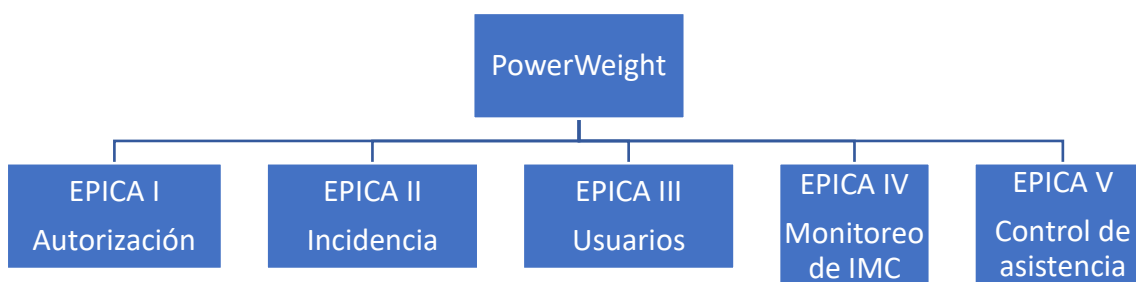 PowerWeight
EPICA I
Autorización
EPICA II
Incidencia
EPICA III
Usuarios
EPICA IV
Monitoreo
de IMC
EPICA V
Control de
asistencia